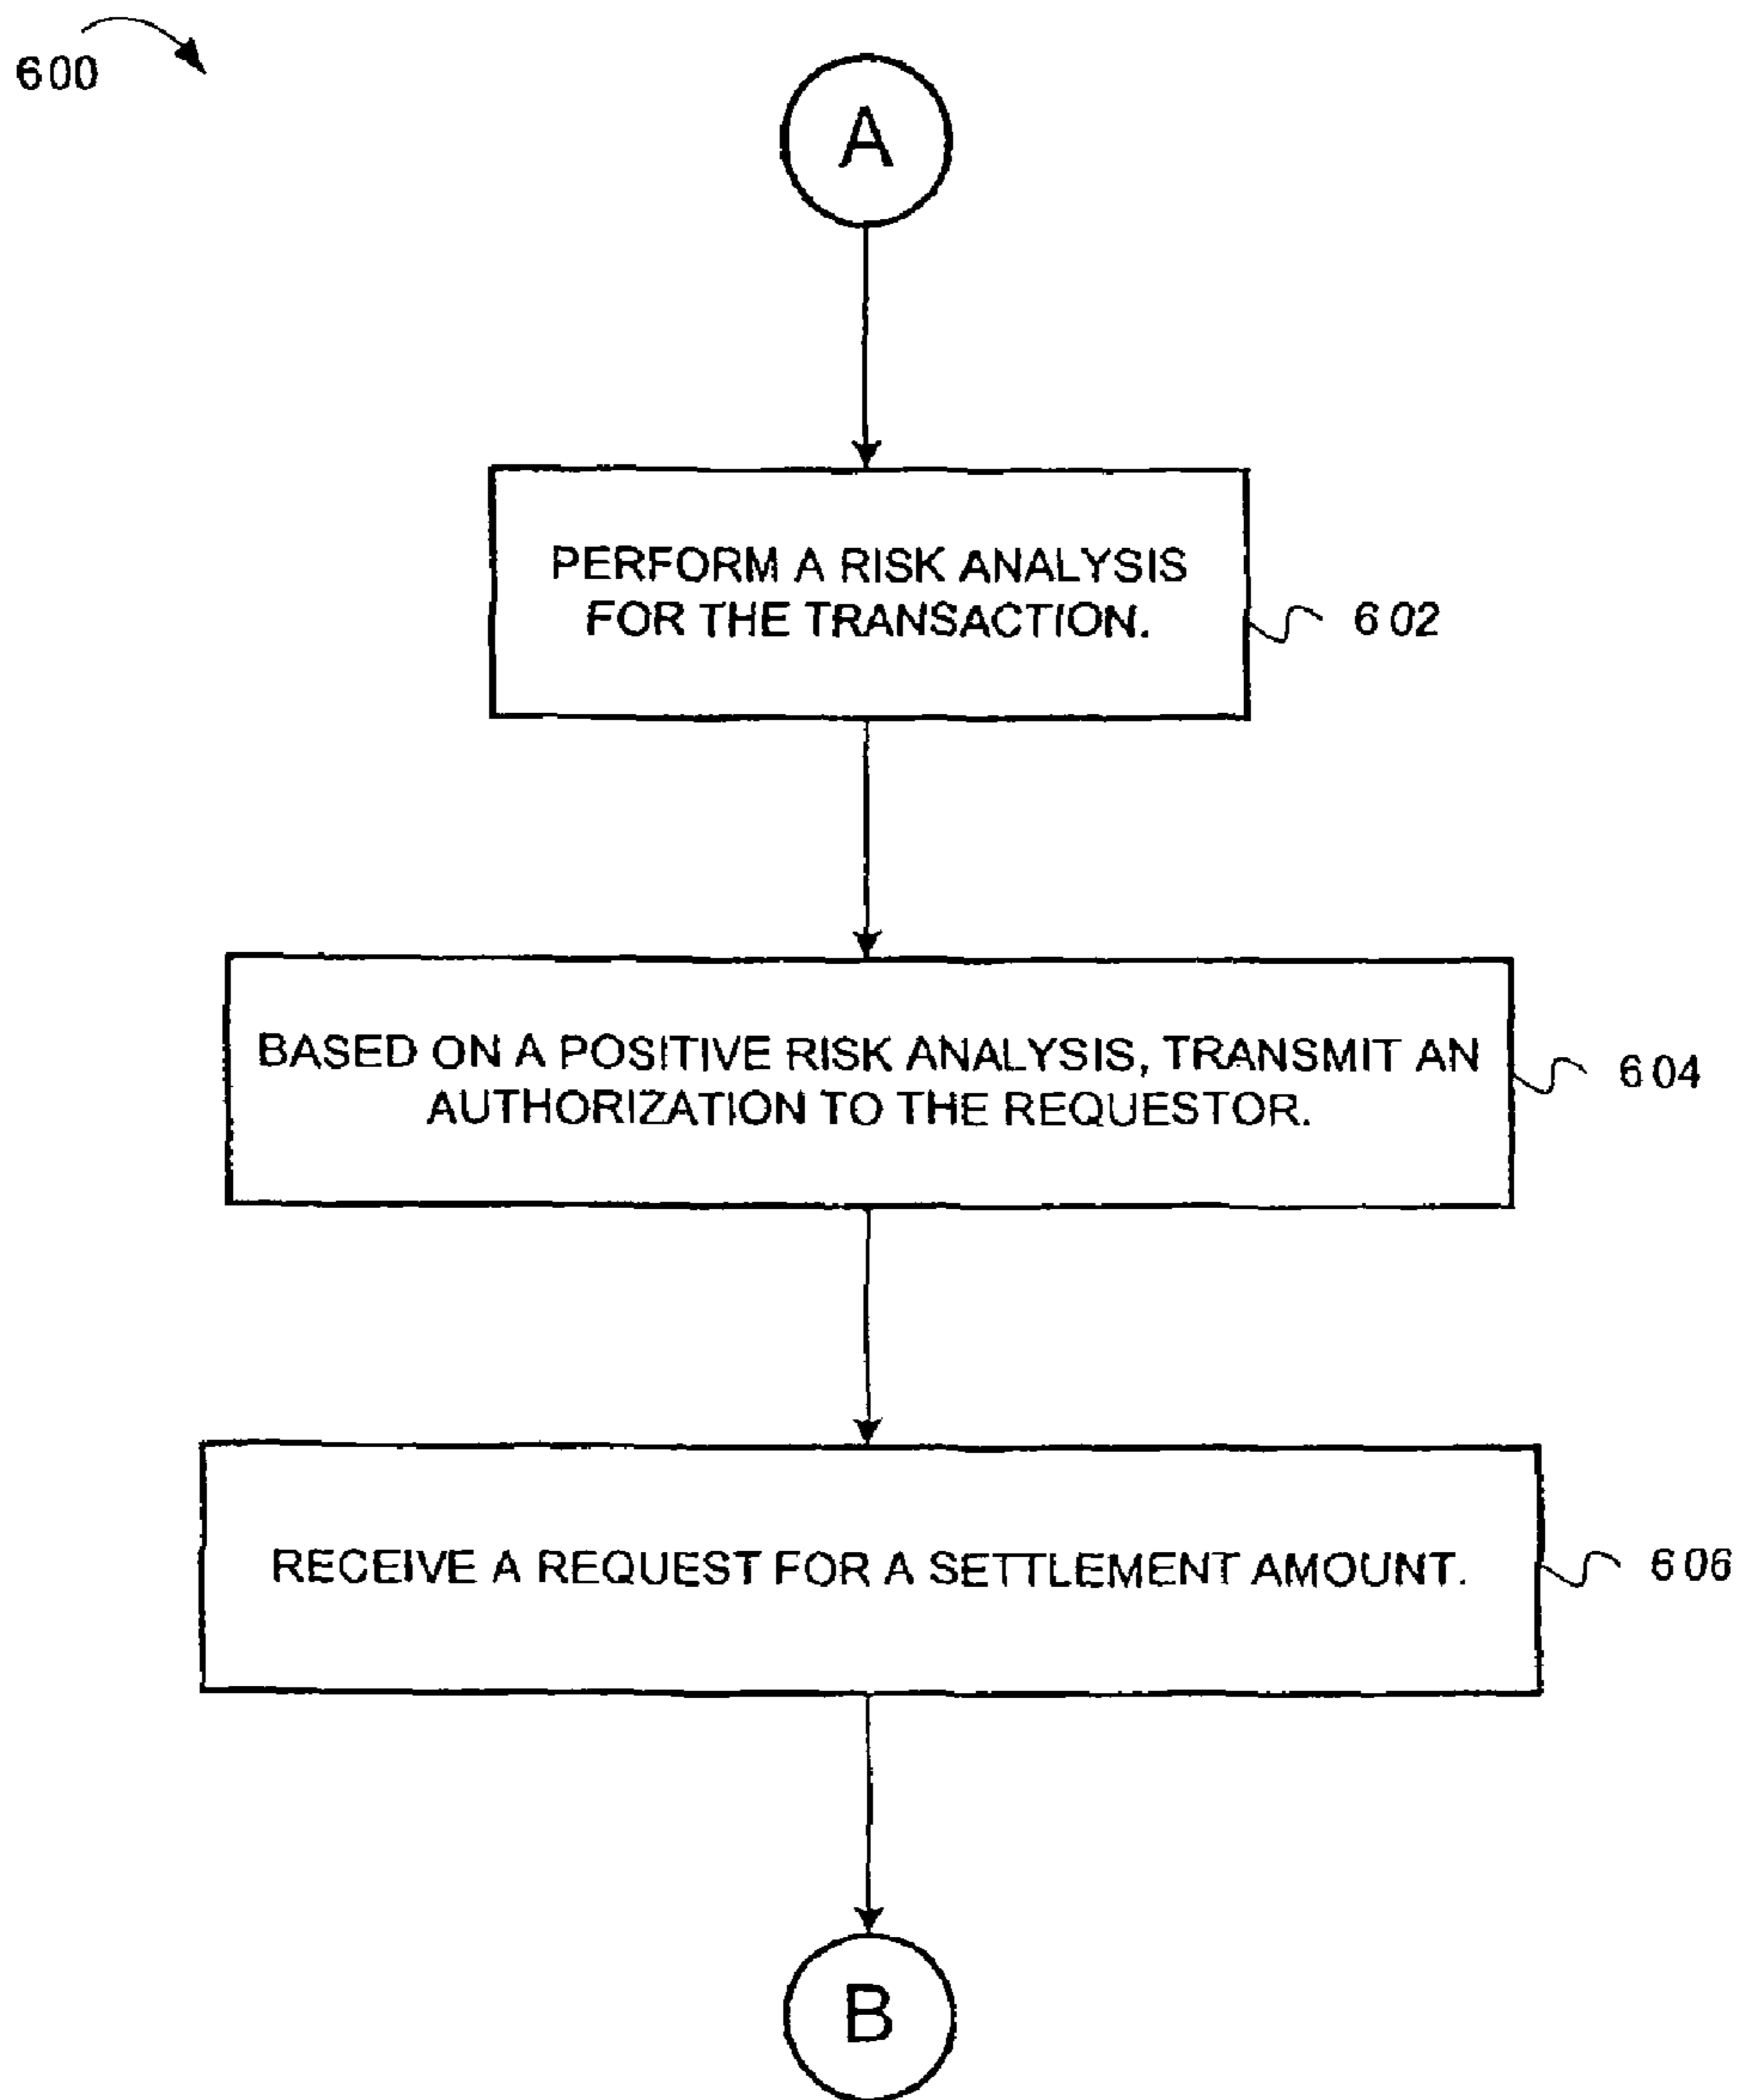 600
A
PERFORM A RISK ANALYSIS
FOR THE TRANSACTION.
602
BASED ON A POSITIVE RISK ANALYSIS, TRANSMIT AN
AUTHORIZATION TO THE REQUESTOR.
604
RECEIVE A REQUEST FOR A SETTLEMENT AMOUNT.
606
B